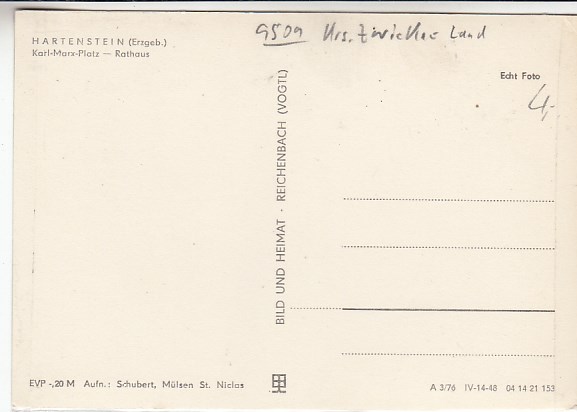 9509 Krs. Zwickau Land
HARTENSTEIN (Erzgeb.)
Karl-Marx-Platz — Rathaus
Echt Foto
4,-
BILD UND HEIMAT · REICHENBACH (VOGTL)
EVP -,20 M Aufn.: Schubert, Mülsen St. Niclas
A 3/76 IV-14-48 04 14 21 153